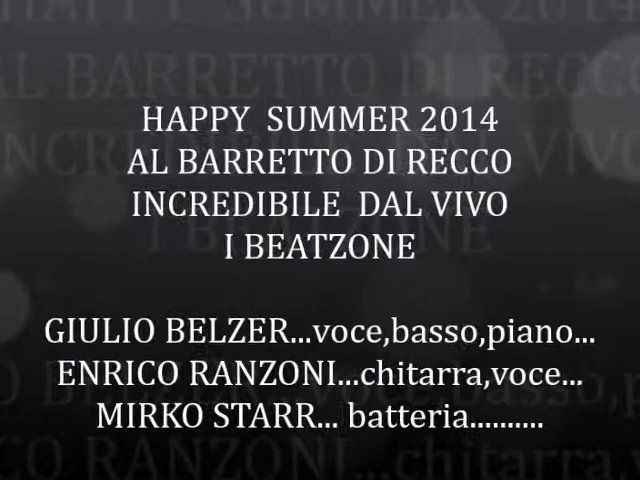 HAPPY  SUMMER 2014
AL BARRETTO DI RECCO
INCREDIBILE  DAL VIVO
I BEATZONE
GIULIO BELZER...voce,basso,piano...
ENRICO RANZONI...chitarra,voce...
MIRKO STARR... batteria..........